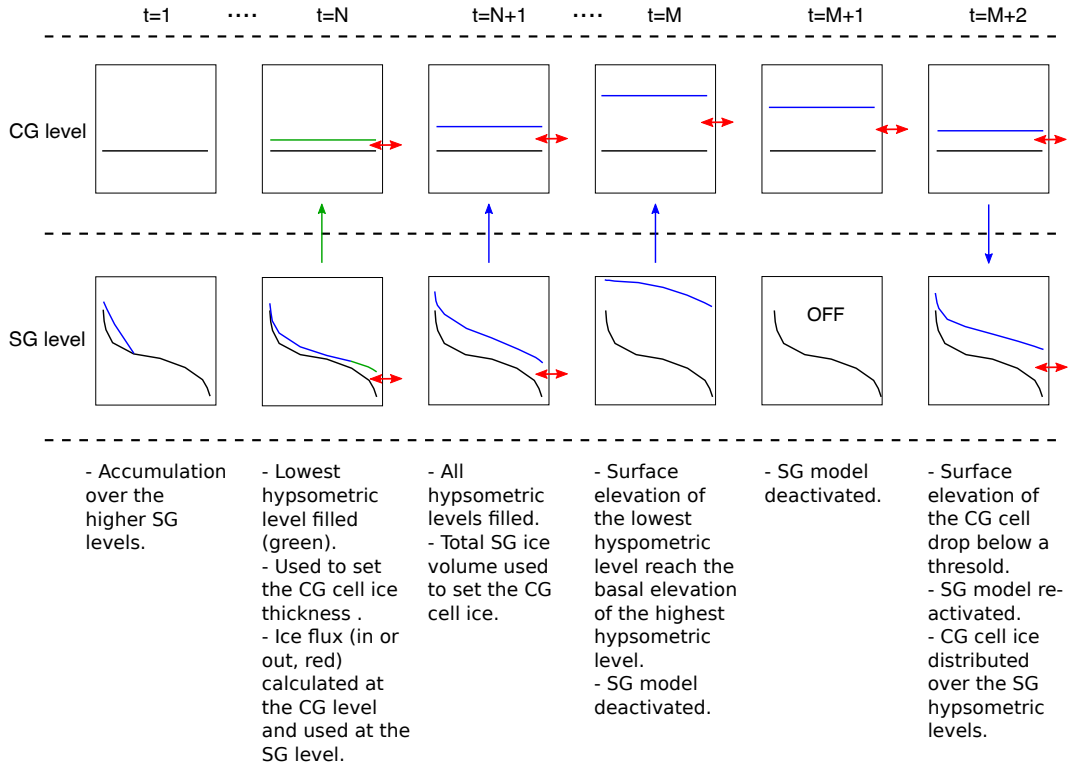 t=1 .... t=N t=N+1 .... t=M t=M+1 t=M+2
CG level
SG level
OFF
- Accumulation
over the
higher SG
levels.
- Lowest
hypsometric
level filled
(green).
- Used to set
the CG cell ice
thickness .
- Ice flux (in or
out, red)
calculated at
the CG level
and used at the
SG level.
- All
hypsometric
levels filled.
- Total SG ice
volume used
to set the CG
cell ice.
- Surface
elevation of
the lowest
hyspometric
level reach the
basal elevation
of the highest
hypsometric
level.
- SG model
deactivated.
- SG model
deactivated.
- Surface
elevation of
the CG cell
drop below a
thresold.
- SG model re-
activated.
- CG cell ice
distributed
over the SG
hypsometric
levels.